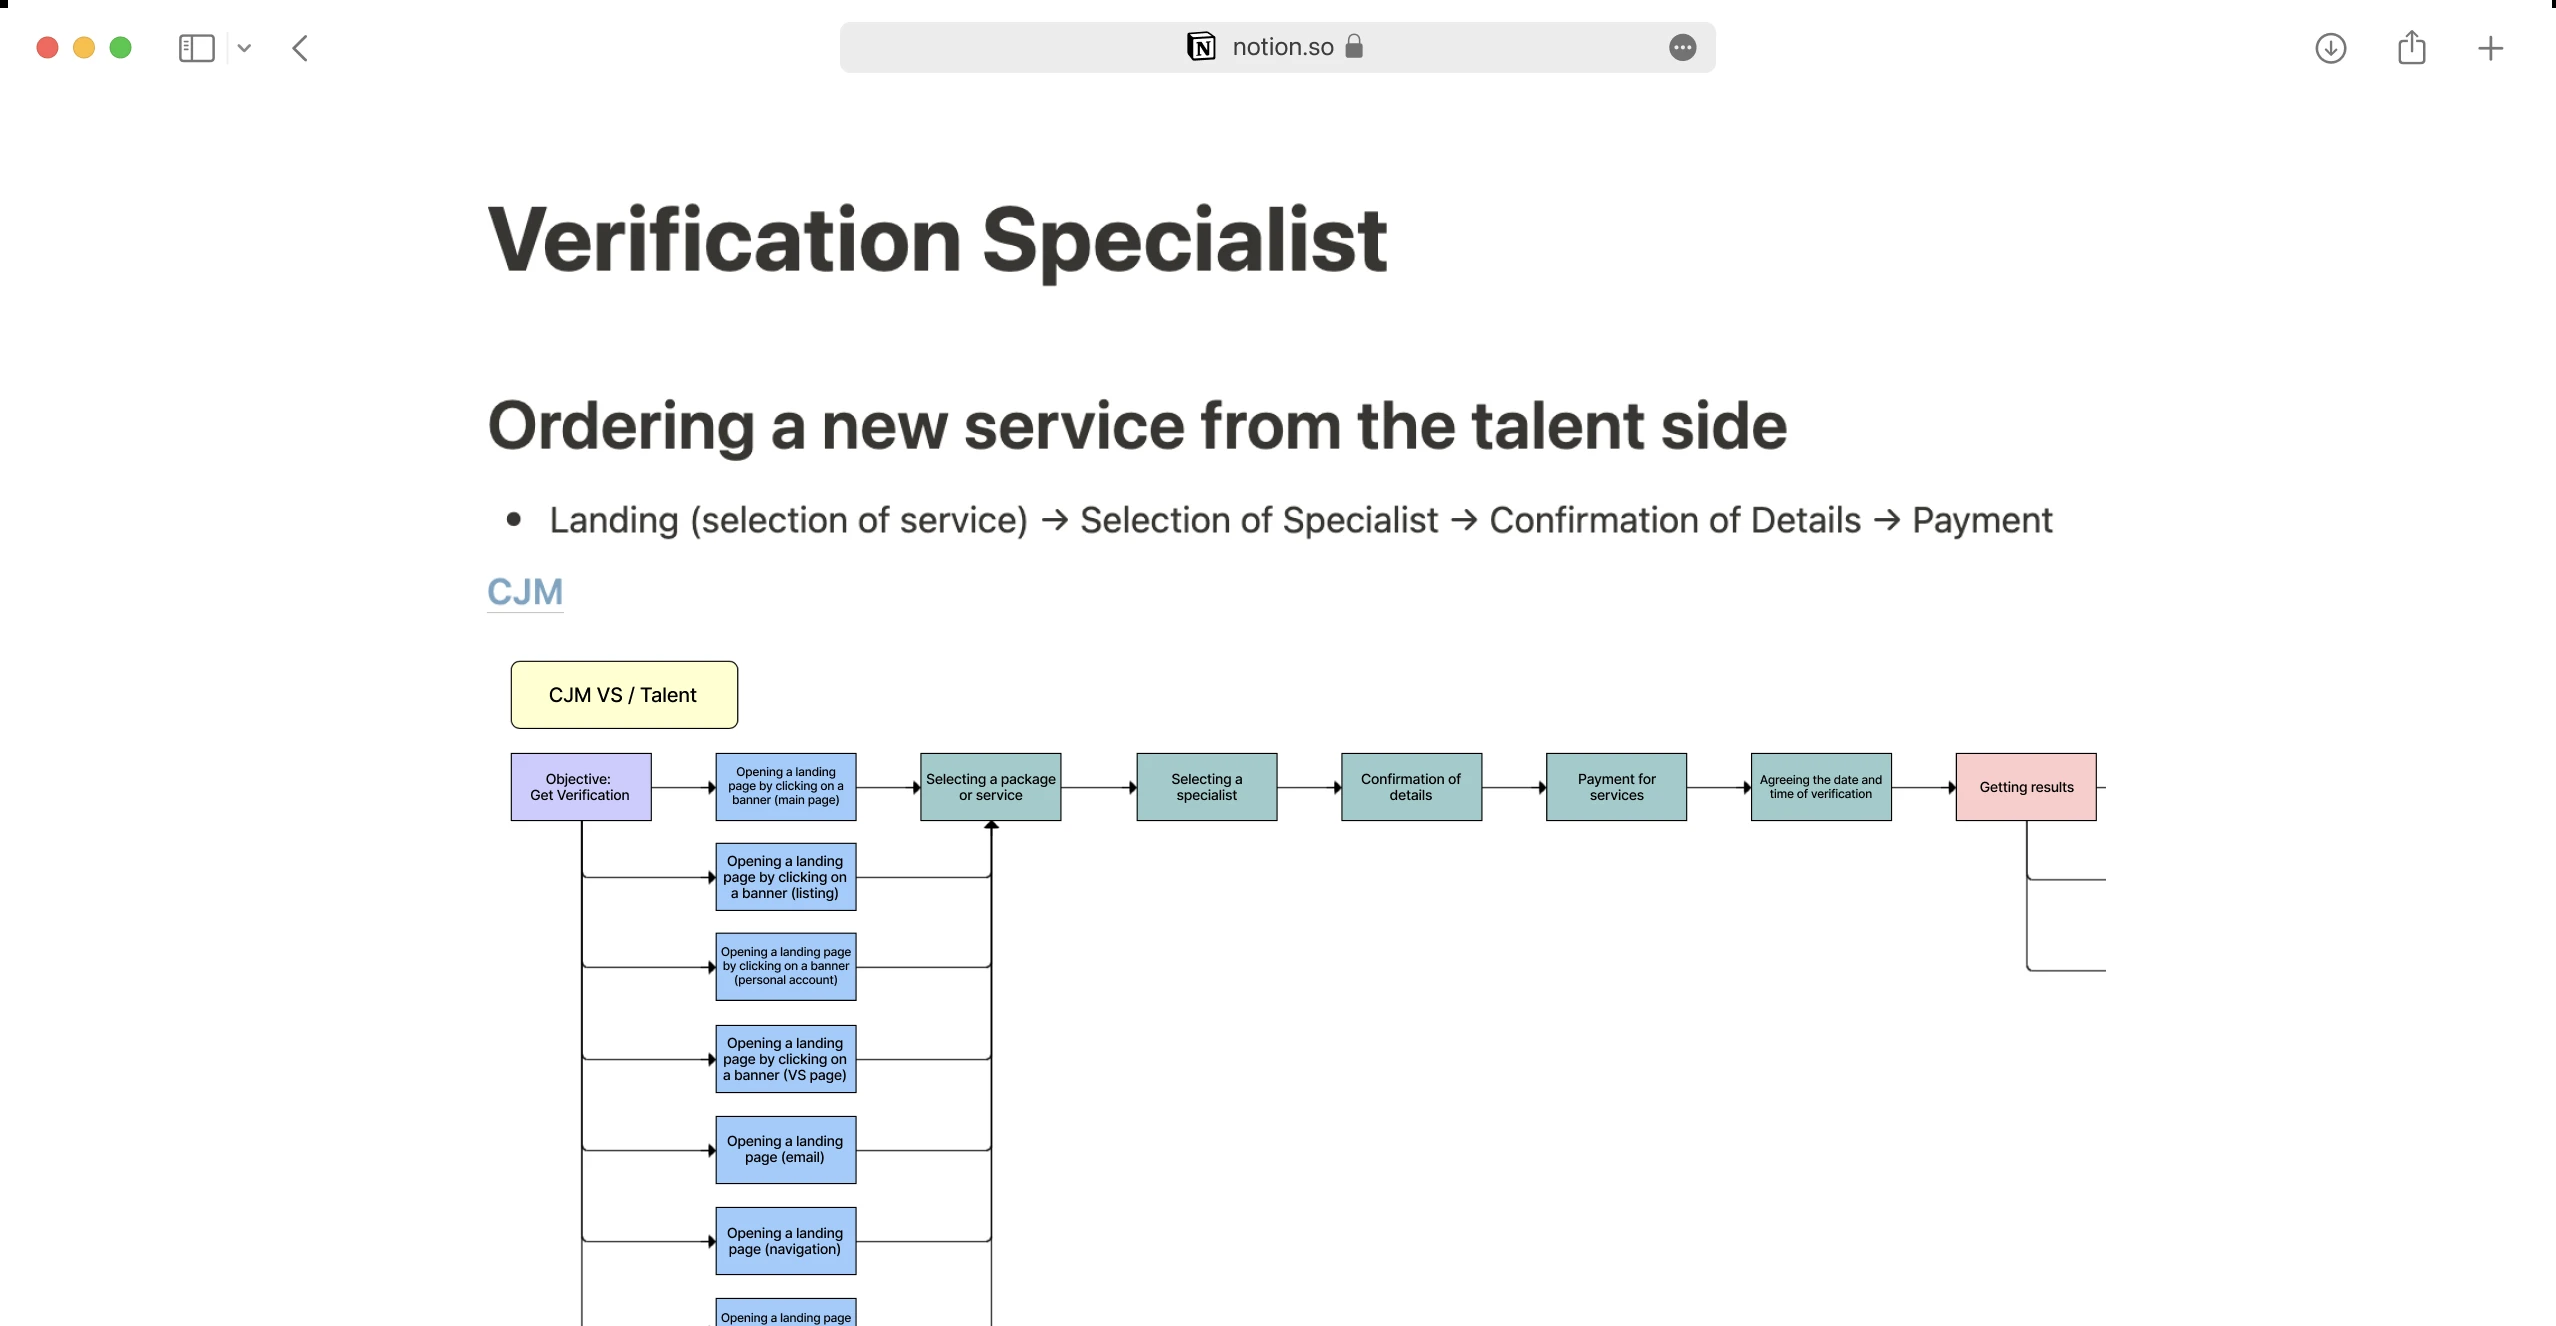 notion.so
Verification Specialist
Ordering a new service from the talent side
• Landing (selection of service) → Selection of Specialist → Confirmation of Details → Payment
CJM
CJM VS / Talent
Objective:
Get Verification
Opening a landing
page by clicking on a
banner (main page)
Selecting a package
or service
Selecting a
specialist
Confirmation of
details
Payment for
services
Agreeing the date and
time of verification
Getting results
Opening a landing
page by clicking on
a banner (listing)
Opening a landing page
by clicking on a banner
(personal account)
Opening a landing
page by clicking on
a banner (VS page)
Opening a landing
page (email)
Opening a landing
page (navigation)
Opening a landing page